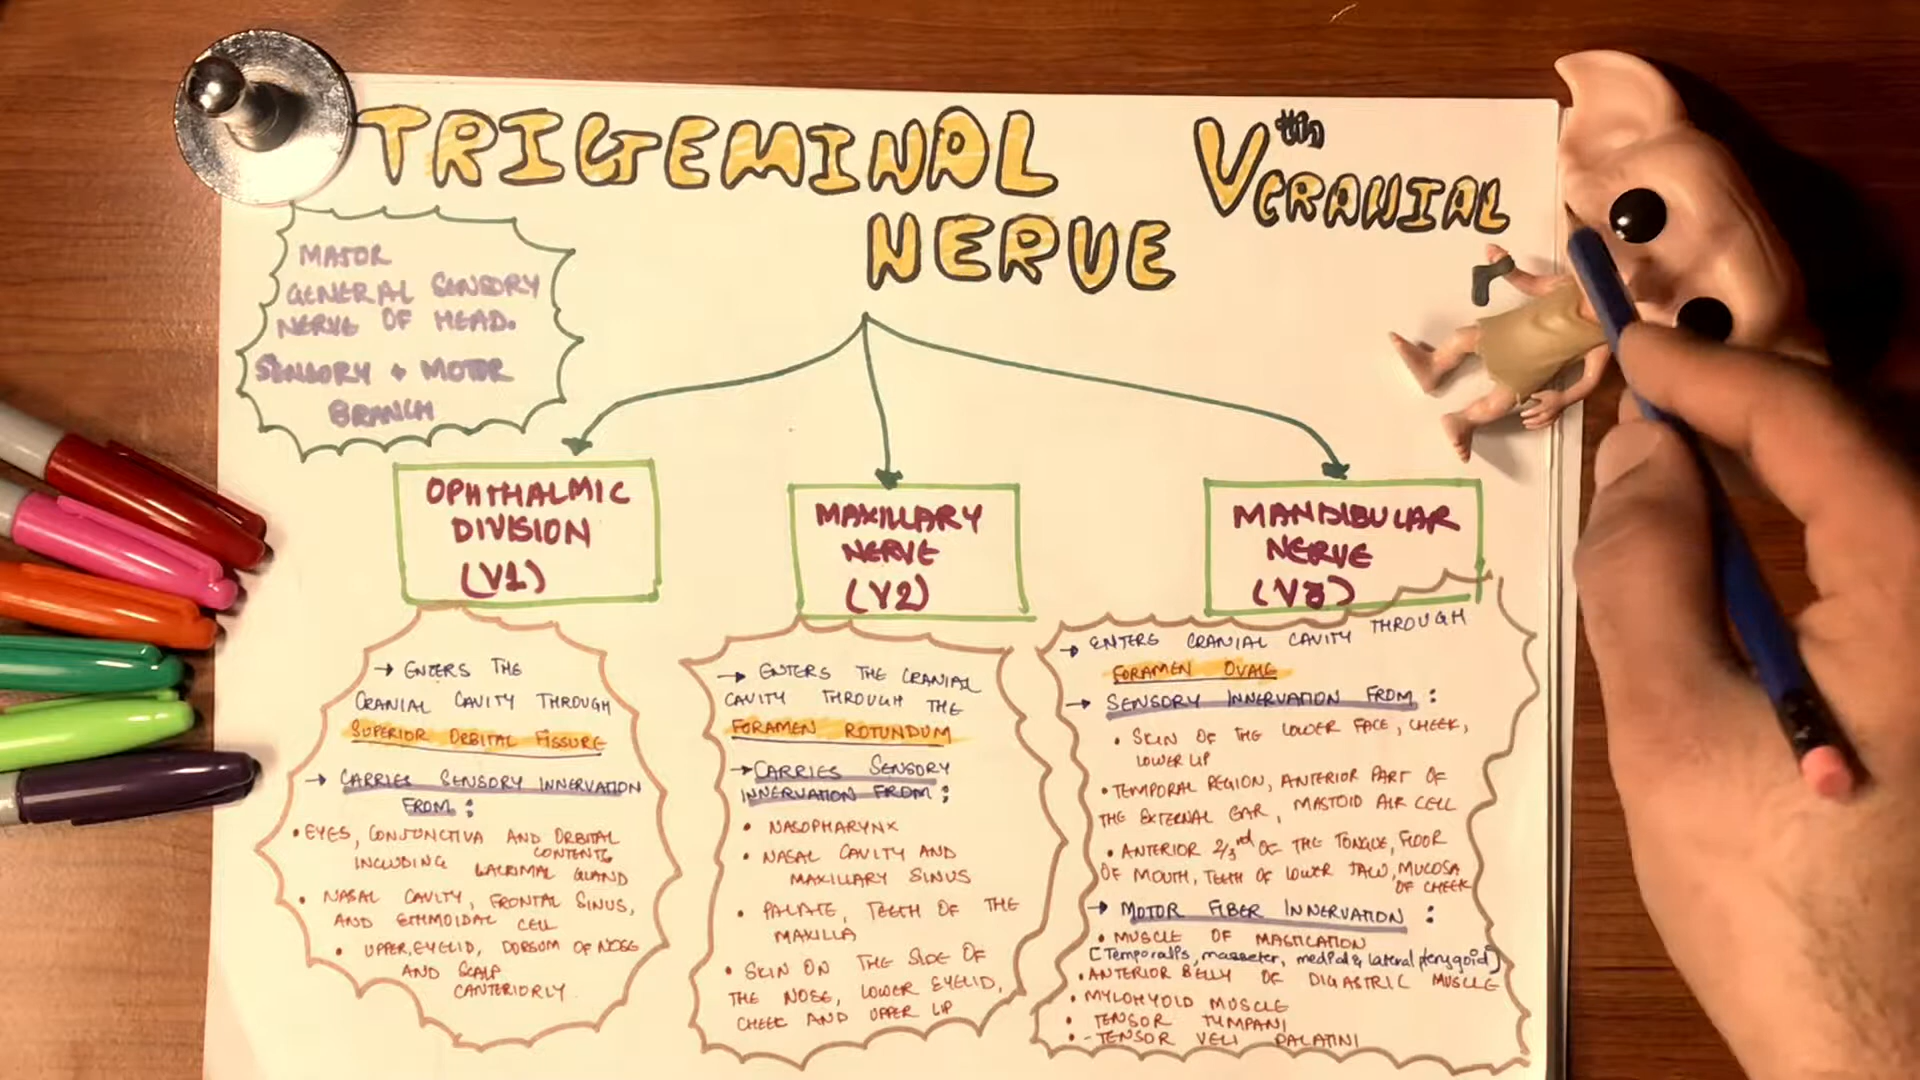 TRIGEMINAL
NERVE
Vth CRANIAL
MAJOR
GENERAL SENSORY
NERVE OF HEAD.
SENSORY + MOTOR
BRANCH
OPHTHALMIC
DIVISION
(V1)
→ ENTERS THE
CRANIAL CAVITY THROUGH
SUPERIOR ORBITAL FISSURE
→ CARRIES SENSORY INNERVATION
FROM :
• EYES, CONJUNCTIVA AND ORBITAL
CONTENTS
INCLUDING LACRIMAL GLAND
• NASAL CAVITY, FRONTAL SINUS,
AND ETHMOIDAL CELL
• UPPER EYELID, DORSUM OF NOSE
AND SCALP
CANTERIORLY
MAXILLARY
NERVE
(V2)
→ ENTERS THE CRANIAL
CAVITY THROUGH THE
FORAMEN ROTUNDUM
→ CARRIES SENSORY
INNERVATION FROM :
• NASOPHARYNX
• NASAL CAVITY AND
MAXILLARY SINUS
• PALATE, TEETH OF THE
MAXILLA
• SKIN ON THE SIDE OF
THE NOSE, LOWER EYELID,
CHEEK AND UPPER LIP
MANDIBULAR
NERVE
(V3)
→ ENTERS CRANIAL CAVITY THROUGH
FORAMEN OVALE
→ SENSORY INNERVATION FROM :
• SKIN OF THE LOWER FACE, CHEEK,
LOWER LIP
• TEMPORAL REGION, ANTERIOR PART OF
THE EXTERNAL EAR, MASTOID AIR CELL
• ANTERIOR 2/3rd OF THE TONGUE, FLOOR
OF MOUTH, TEETH OF LOWER JAW, MUCOSA
OF CHEEK
→ MOTOR FIBER INNERVATION :
• MUSCLE OF MASTICATION
[Temporalis, masseter, medial & lateral pterygoid]
• ANTERIOR BELLY OF DIGASTRIC MUSCLE
• MYLOHYOID MUSCLE
• TENSOR TYMPANI
• - TENSOR VELI PALATINI